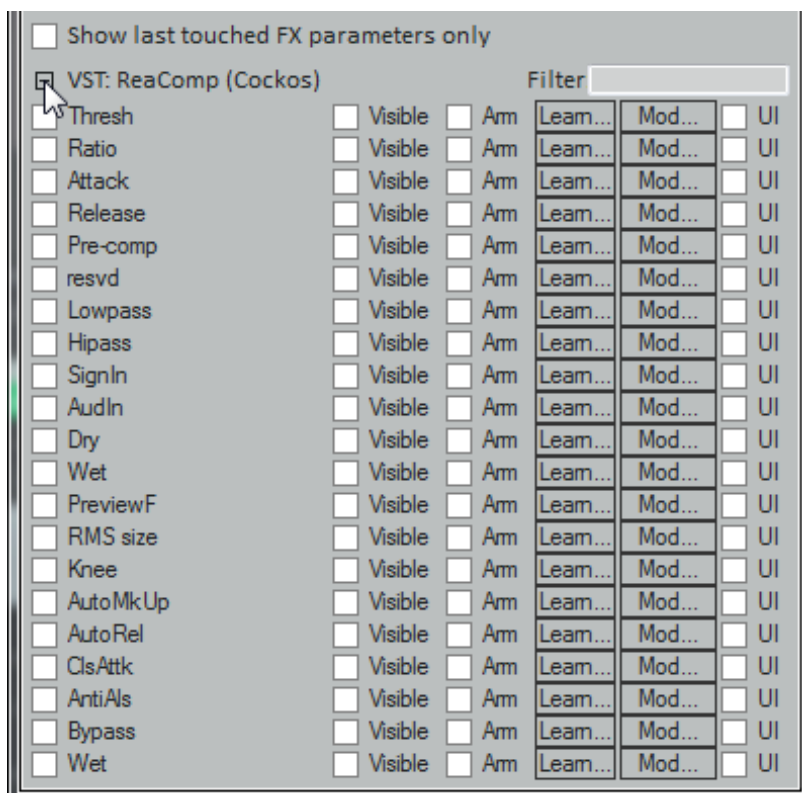 Show last touched FX parameters only
VST: ReaComp (Cockos) Filter
Thresh Visible Arm Learn... Mod... UI
Ratio Visible Arm Learn... Mod... UI
Attack Visible Arm Learn... Mod... UI
Release Visible Arm Learn... Mod... UI
Pre-comp Visible Arm Learn... Mod... UI
resvd Visible Arm Learn... Mod... UI
Lowpass Visible Arm Learn... Mod... UI
Hipass Visible Arm Learn... Mod... UI
SignIn Visible Arm Learn... Mod... UI
AudIn Visible Arm Learn... Mod... UI
Dry Visible Arm Learn... Mod... UI
Wet Visible Arm Learn... Mod... UI
PreviewF Visible Arm Learn... Mod... UI
RMS size Visible Arm Learn... Mod... UI
Knee Visible Arm Learn... Mod... UI
AutoMkUp Visible Arm Learn... Mod... UI
AutoRel Visible Arm Learn... Mod... UI
ClsAttk Visible Arm Learn... Mod... UI
AntiAls Visible Arm Learn... Mod... UI
Bypass Visible Arm Learn... Mod... UI
Wet Visible Arm Learn... Mod... UI